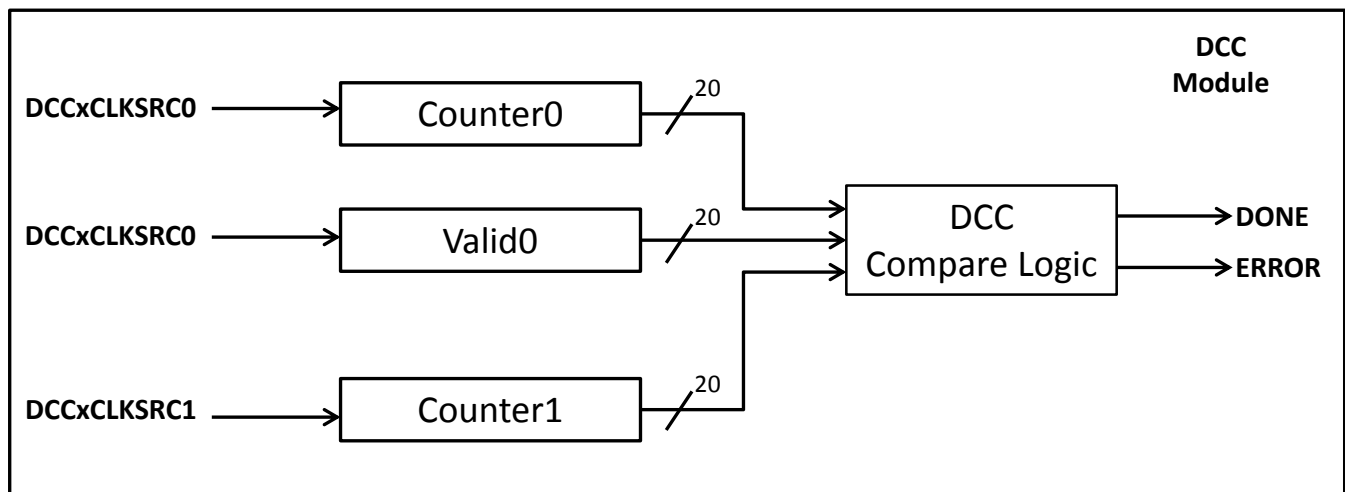 DCC
Module
DCCxCLKSRC0
Counter0
20
DCCxCLKSRC0
Valid0
20
DCC
Compare Logic
DONE
ERROR
DCCxCLKSRC1
Counter1
20